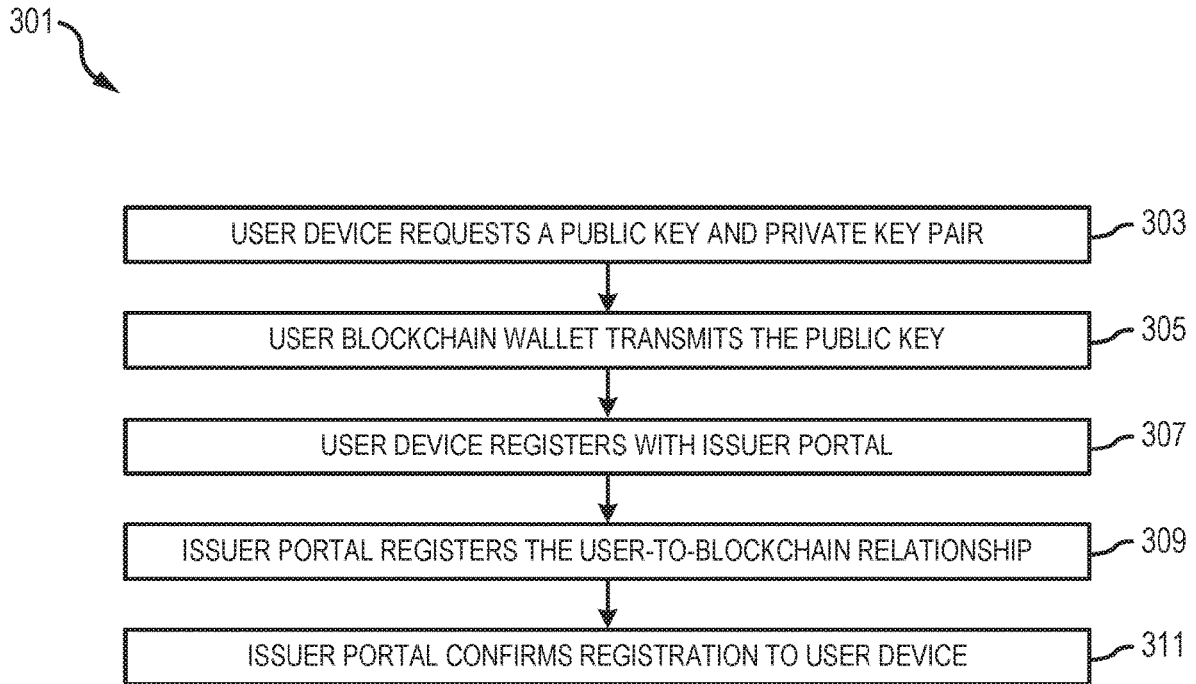 301
USER DEVICE REQUESTS A PUBLIC KEY AND PRIVATE KEY PAIR
303
USER BLOCKCHAIN WALLET TRANSMITS THE PUBLIC KEY
305
USER DEVICE REGISTERS WITH ISSUER PORTAL
307
ISSUER PORTAL REGISTERS THE USER-TO-BLOCKCHAIN RELATIONSHIP
309
ISSUER PORTAL CONFIRMS REGISTRATION TO USER DEVICE
311